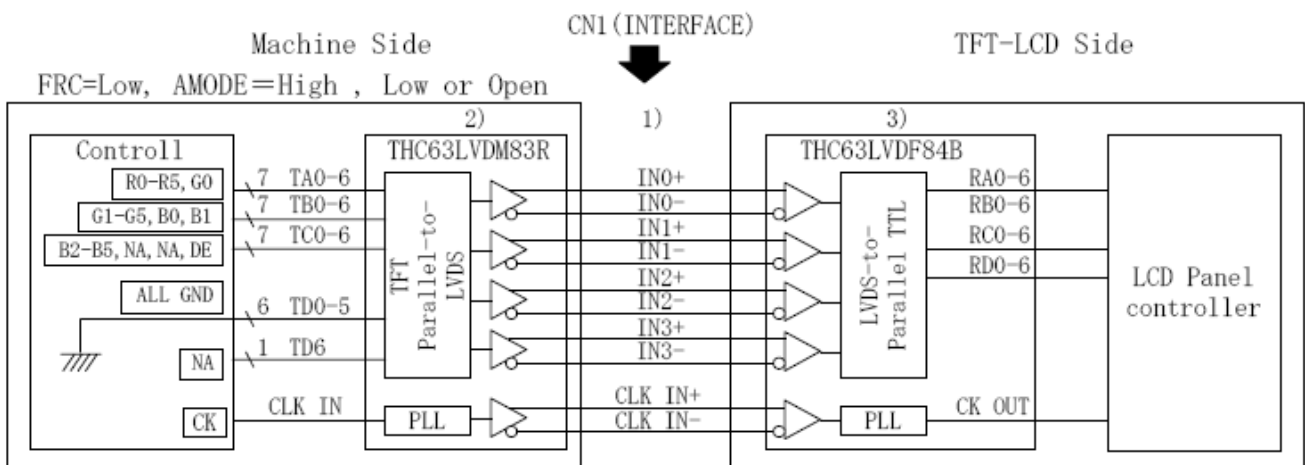 CN1(INTERFACE)
Machine Side
TFT-LCD Side
FRC=Low, AMODE＝High , Low or Open
2)
1)
3)
Controll
THC63LVDM83R
THC63LVDF84B
R0-R5,G0
7 TA0-6
IN0+
RA0-6
G1-G5,B0,B1
7 TB0-6
IN0-
RB0-6
B2-B5,NA,NA,DE
7 TC0-6
IN1+
IN1-
RC0-6
RD0-6
ALL GND
6 TD0-5
IN2+
IN2-
NA
1 TD6
IN3+
IN3-
TFT
Parallel-to-
LVDS
LVDS-to-
Parallel TTL
LCD Panel
controller
CK
CLK IN
PLL
CLK IN+
CLK IN-
PLL
CK OUT